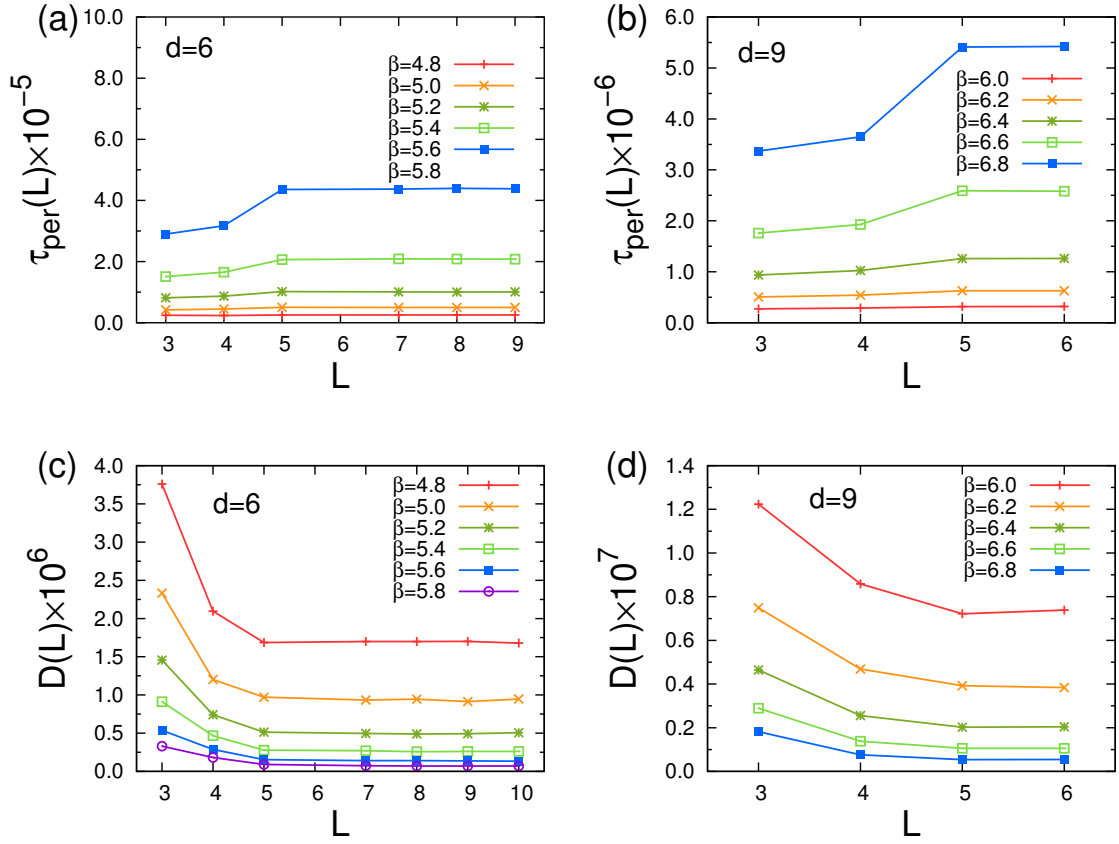 (a)
d=6
τper(L)×10⁻⁵
10.0
8.0
6.0
4.0
2.0
0.0
β=4.8
β=5.0
β=5.2
β=5.4
β=5.6
β=5.8
3 4 5 6 7 8 9
L
(b)
d=9
τper(L)×10⁻⁶
6.0
5.0
4.0
3.0
2.0
1.0
0.0
β=6.0
β=6.2
β=6.4
β=6.6
β=6.8
3 4 5 6
L
(c)
d=6
D(L)×10⁶
4.0
3.5
3.0
2.5
2.0
1.5
1.0
0.5
0.0
β=4.8
β=5.0
β=5.2
β=5.4
β=5.6
β=5.8
3 4 5 6 7 8 9 10
L
(d)
d=9
D(L)×10⁷
1.4
1.2
1.0
0.8
0.6
0.4
0.2
0.0
β=6.0
β=6.2
β=6.4
β=6.6
β=6.8
3 4 5 6
L